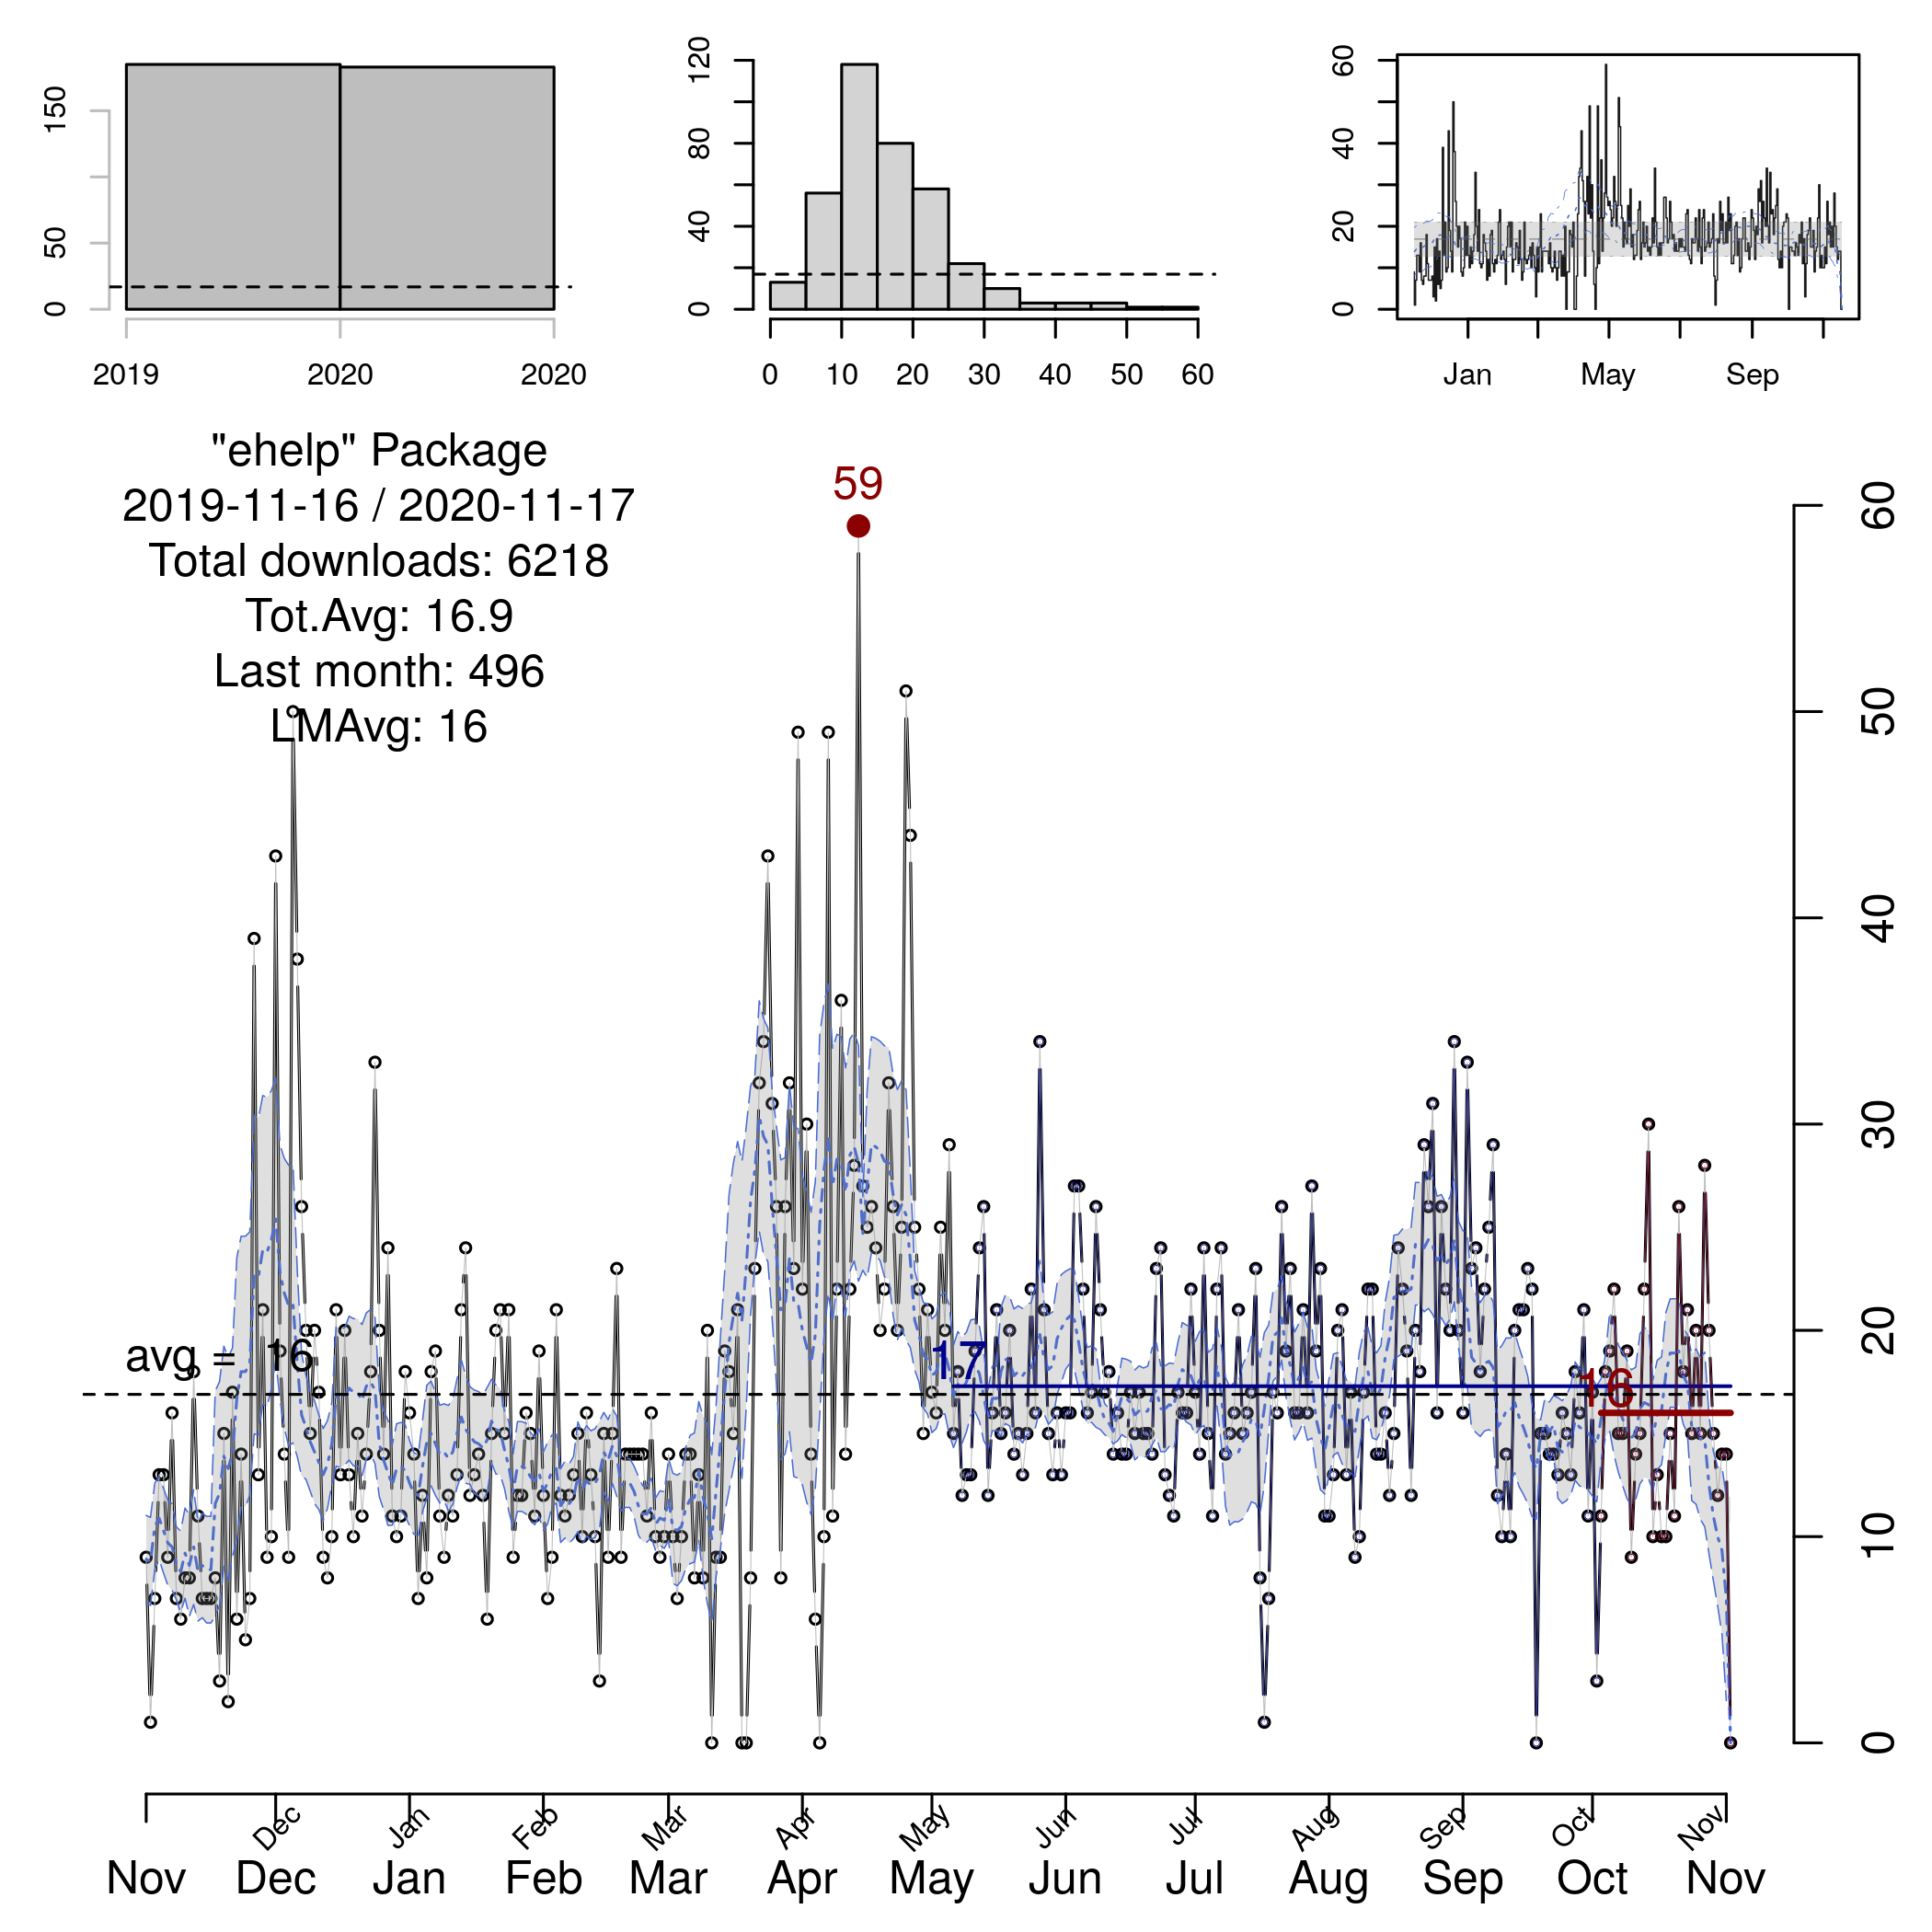 0 50 150
2019 2020 2020
0 40 80 120
0 10 20 30 40 50 60
0 20 40 60
Jan May Sep
"ehelp" Package
2019-11-16 / 2020-11-17
Total downloads: 6218
Tot.Avg: 16.9
Last month: 496
LMAvg: 16
59
avg = 16
17
16
0 10 20 30 40 50 60
Dec Jan Feb Mar Apr May Jun Jul Aug Sep Oct Nov
Nov Dec Jan Feb Mar Apr May Jun Jul Aug Sep Oct Nov